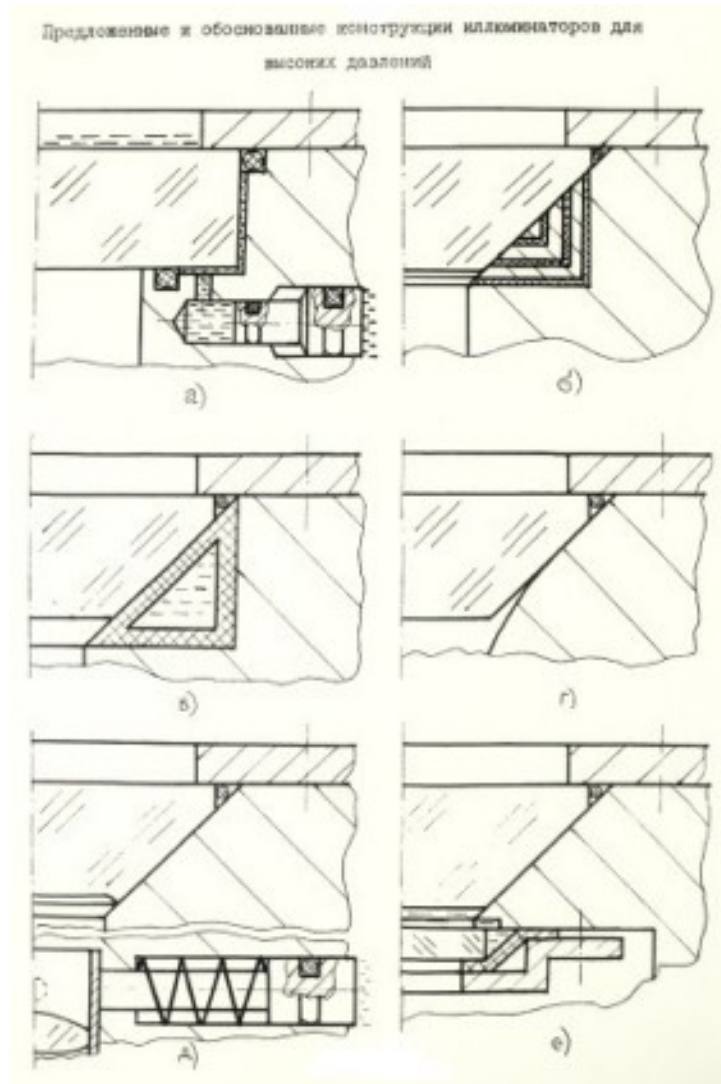 Предложенные и обоснованные конструкции иллюминаторов для
высоких давлений
а)
б)
в)
г)
д)
е)